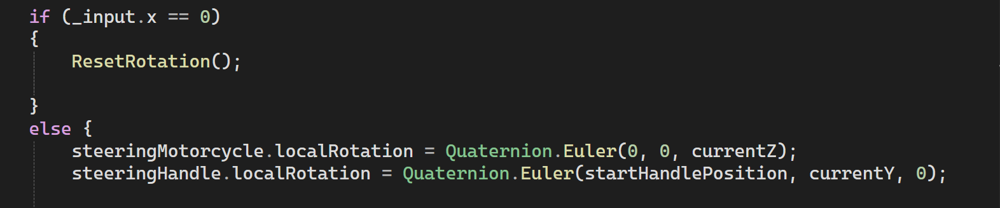 if (_input.x == 0)
{
ResetRotation();
}
else {
steeringMotorcycle.localRotation = Quaternion.Euler(0, 0, currentZ);
steeringHandle.localRotation = Quaternion.Euler(startHandlePosition, currentY, 0);